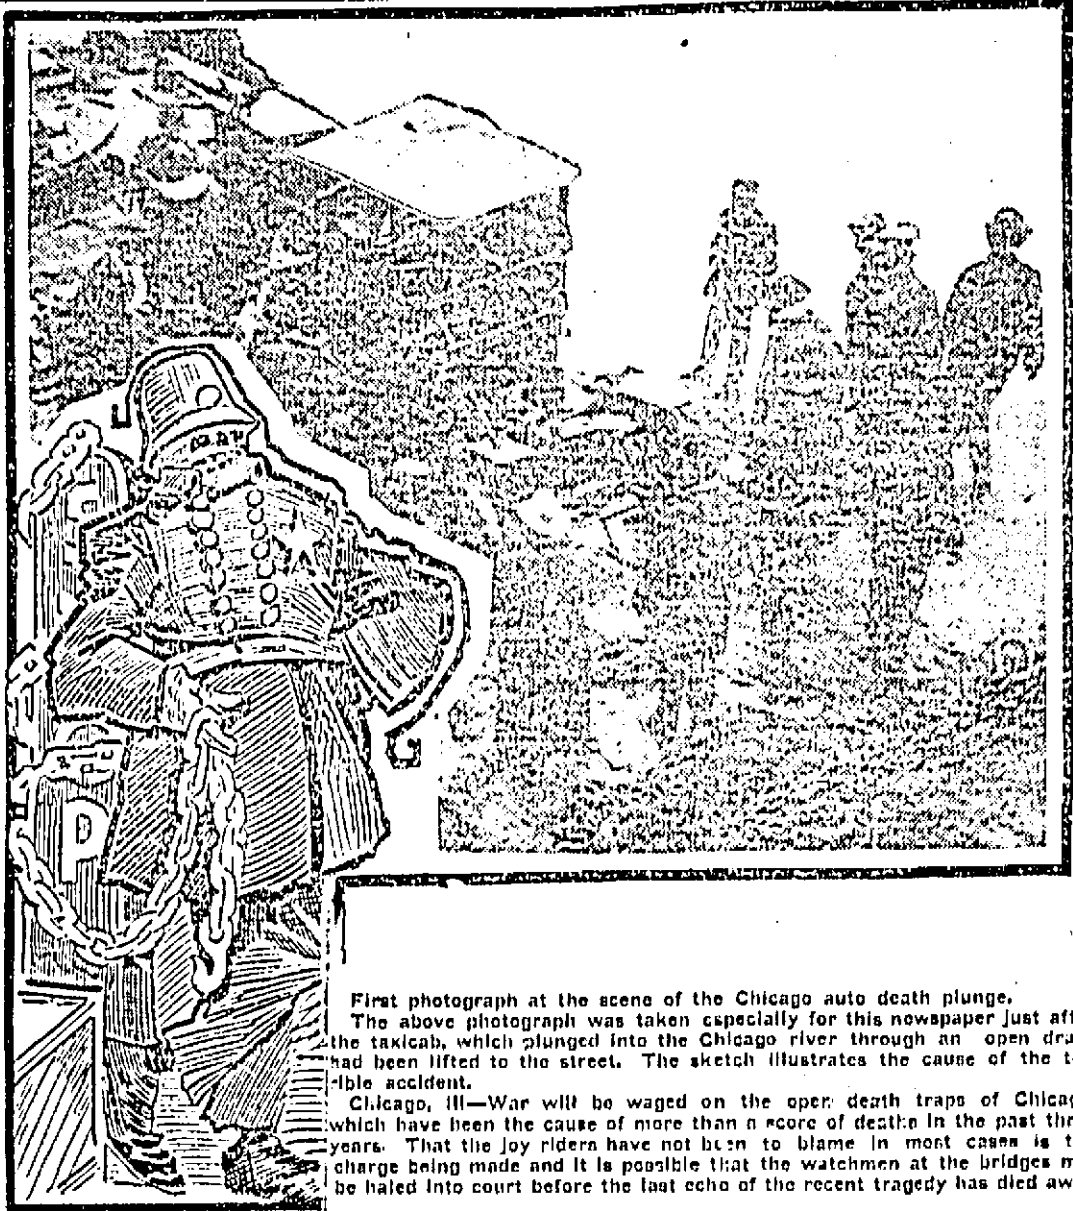 First photograph at the scene of the Chicago auto death plunge.
The above photograph was taken especially for this newspaper just aft
the taxicab, which plunged into the Chicago river through an open dra
had been lifted to the street. The sketch illustrates the cause of the t
rible accident.
Chicago, Ill—War will be waged on the open death traps of Chicag
which have been the cause of more than a score of deaths in the past thr
years. That the joy riders have not been to blame in most cases is t
charge being made and it is possible that the watchmen at the bridges m
be haled into court before the last echo of the recent tragedy has died aw
P